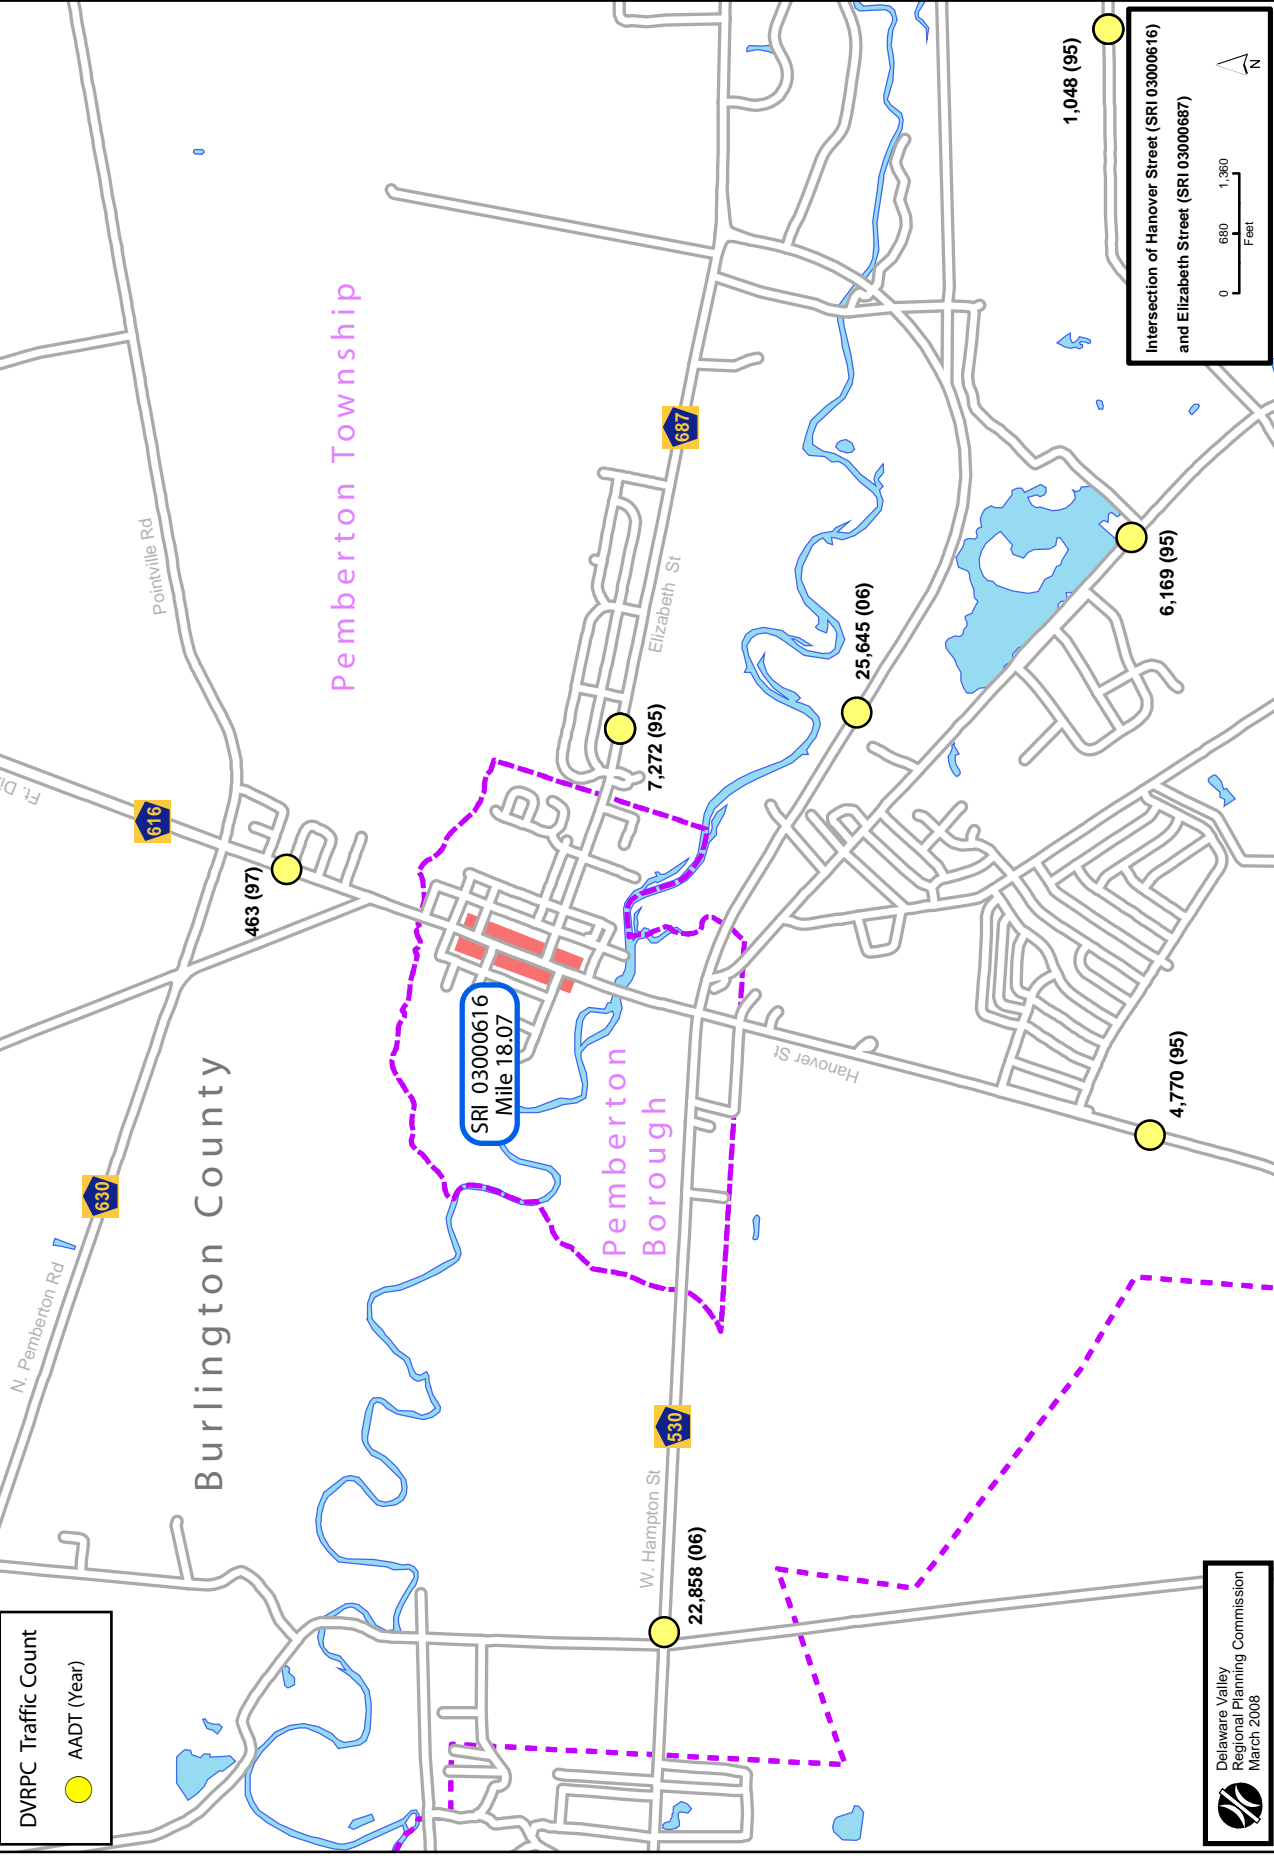 DVRPC Traffic Count
AADT (Year)
N. Pemberton Rd
630
Burlington County
463 (97)
616
Ft. Di
Pointville Rd
Pemberton Township
SRI 03000616
Mile 18.07
Pemberton
Borough
7,272 (95)
Elizabeth St
687
W. Hampton St
530
22,858 (06)
Hanover St
25,645 (06)
4,770 (95)
6,169 (95)
1,048 (95)
Delaware Valley
Regional Planning Commission
March 2008
Intersection of Hanover Street (SRI 03000616)
and Elizabeth Street (SRI 03000687)
0 680 1,360
Feet
N